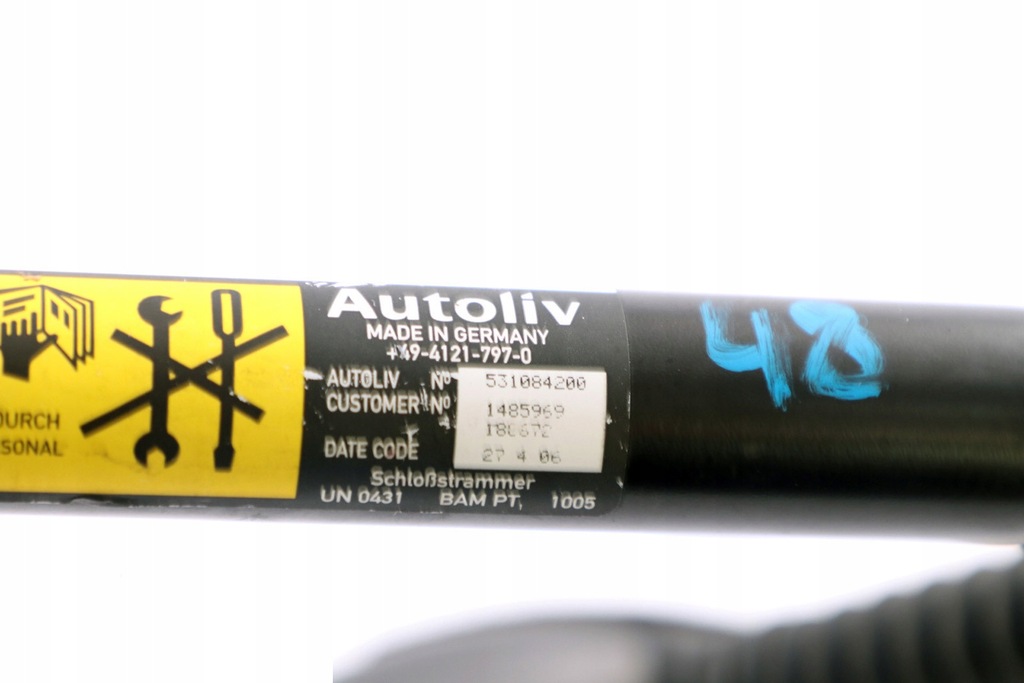 DURCH
SONAL
Autoliv
MADE IN GERMANY
+49-4121-797-0
AUTOLIV Nº 531084200
CUSTOMER Nº 1485969
DATE CODE 27 4 06
Schloßstrammer
UN 0431 BAM PT, 1005
48